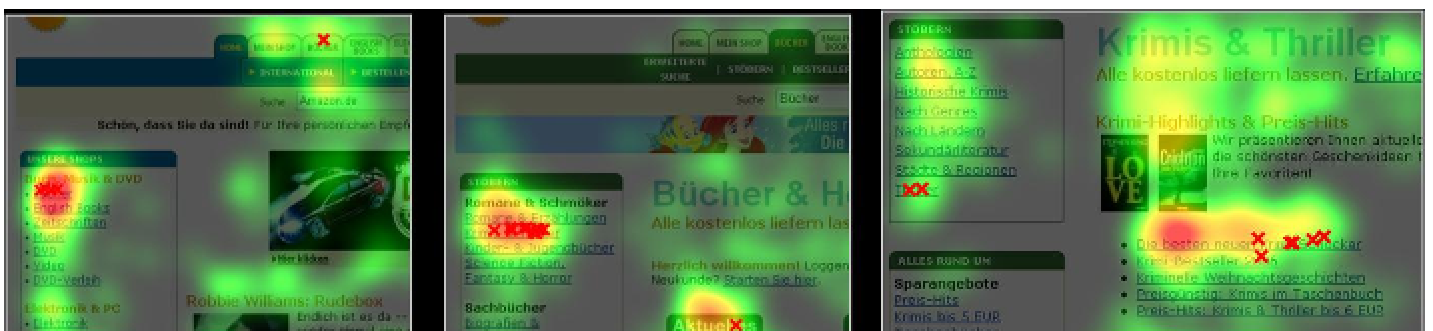 HOME MEIN SHOP BÜCHER ENGLISH BOOKS
INTERNATIONAL BESTELLEN
Suche Amazon.de
Schön, dass Sie da sind! Für Ihre persönlichen
UNSERE SHOPS
Musik & DVD
English Books
Zeitschriften
Musik
DVD
Video
DVD-Verleih
Hier klicken
Elektronik & PC
Elektronik
Robbie Williams: Rudebox
Endlich ist es da --
HOME MEIN SHOP BÜCHER ENGLISH BOOKS
ERWEITERTE SUCHE | STÖBERN | BESTSELLER
Suche Bücher
Alles
Die
STÖBERN
Romane & Schmöker
Romane & Erzählungen
Kinder- & Jugendbücher
Science Fiction,
Fantasy & Horror
Sachbücher
Biografien &
Bücher & H
Alle kostenlos liefern las
Herzlich willkommen! Loggen
Neukunde? Starten Sie hier.
Aktuelles
STÖBERN
Anthologien
Autoren, A-Z
Historische Krimis
Nach Genres
Nach Ländern
Sekundärliteratur
Städte & Regionen
ALLES RUND UM
Sparangebote
Preis-Hits
Krimis bis 5 EUR
Krimis & Thriller
Alle kostenlos liefern lassen. Erfahre
Krimi-Highlights & Preis-Hits
LOVE
Wir präsentieren Ihnen aktuelle
die schönsten Geschenkideen f
Ihre Favoriten!
Die besten neuen
Krimi-Bestseller
Kriminelle Weihnachtsgeschichten
Preisgünstig: Krimis im Taschenbuch
Preis-Hits: Krimis & Thriller bis 6 EUR